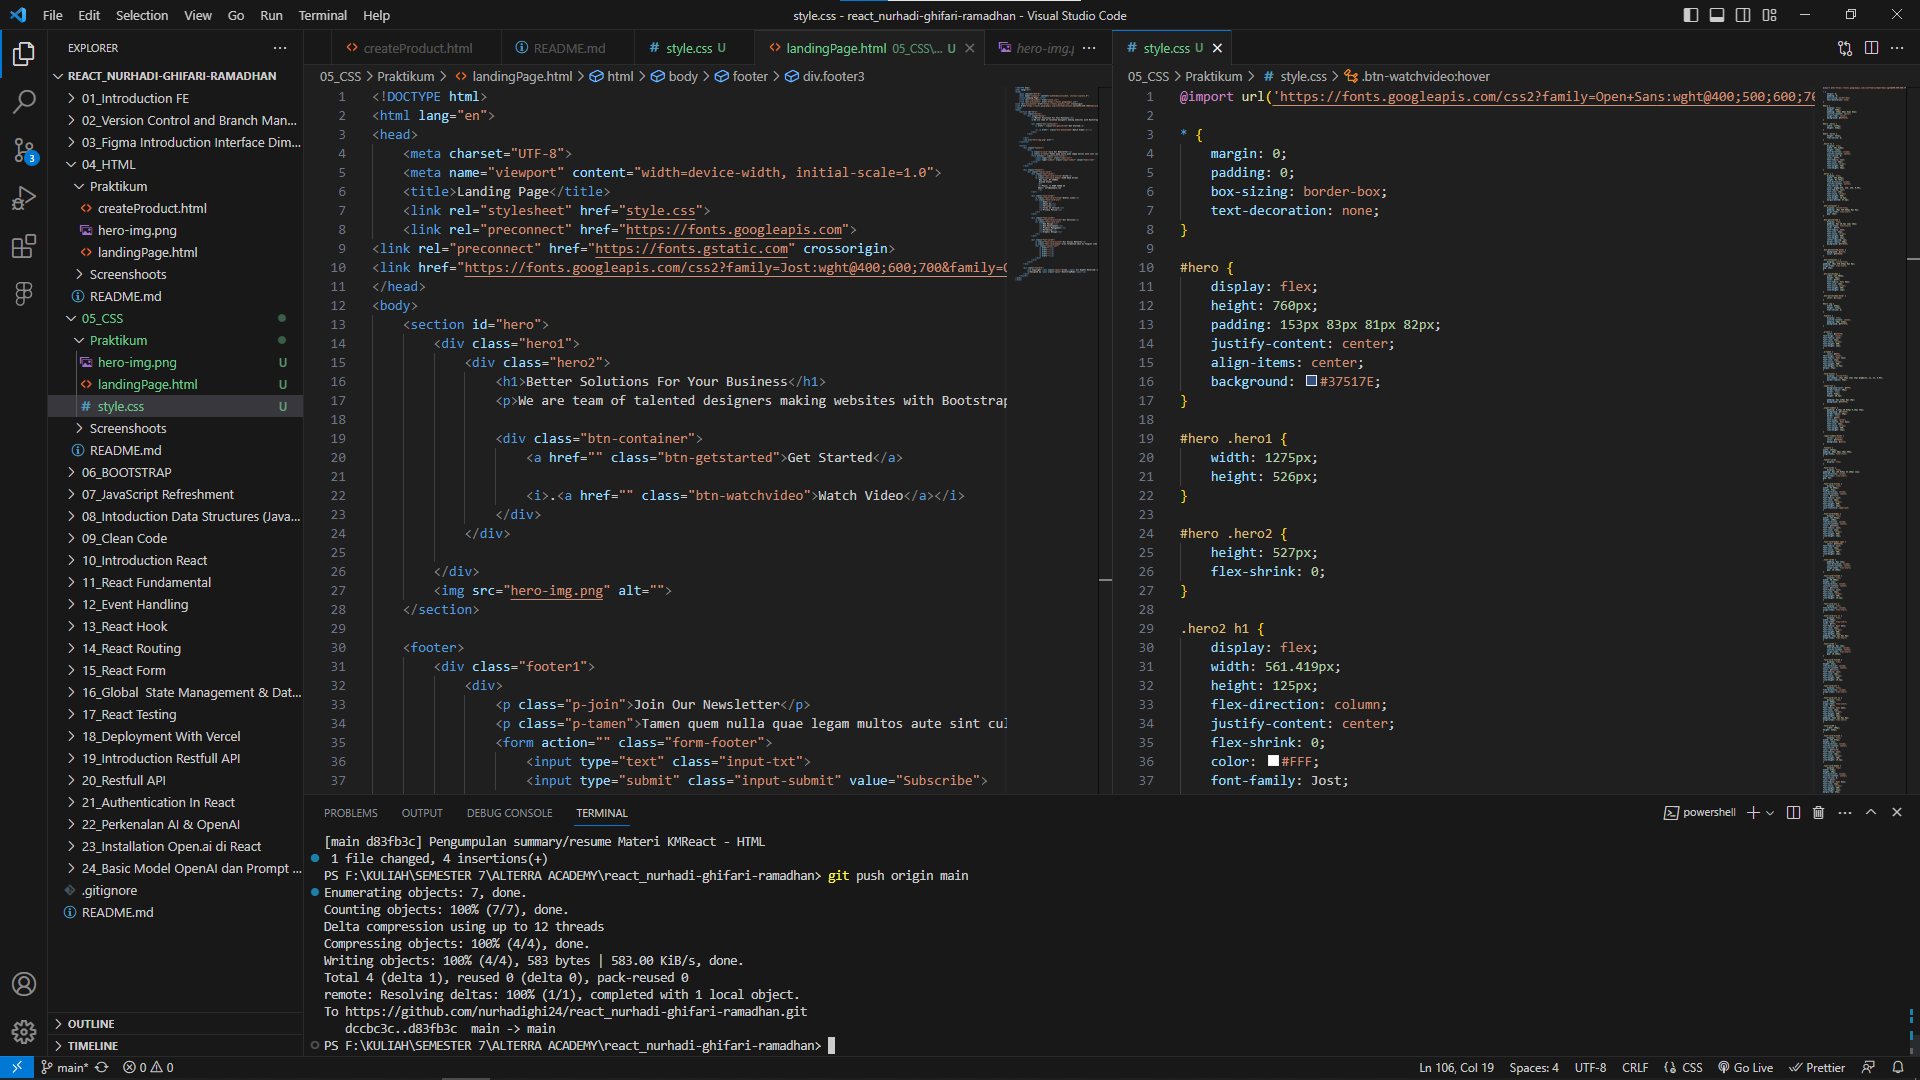 File Edit Selection View Go Run Terminal Help
style.css - react_nurhadi-ghifari-ramadhan - Visual Studio Code
EXPLORER
REACT_NURHADI-GHIFARI-RAMADHAN
01_Introduction FE
02_Version Control and Branch Man...
03_Figma Introduction Interface Dim...
04_HTML
Praktikum
createProduct.html
hero-img.png
landingPage.html
Screenshoots
README.md
05_CSS
Praktikum
hero-img.png U
landingPage.html U
style.css U
Screenshoots
README.md
06_BOOTSTRAP
07_JavaScript Refreshment
08_Intoduction Data Structures (Java...
09_Clean Code
10_Introduction React
11_React Fundamental
12_Event Handling
13_React Hook
14_React Routing
15_React Form
16_Global State Management & Dat...
17_React Testing
18_Deployment With Vercel
19_Introduction Restfull API
20_Restfull API
21_Authentication In React
22_Perkenalan AI & OpenAI
23_Installation Open.ai di React
24_Basic Model OpenAI dan Prompt ...
.gitignore
README.md
OUTLINE
TIMELINE
3
createProduct.html
README.md
style.css U
landingPage.html 05_CSS\... U
hero-img.p
05_CSS > Praktikum > landingPage.html > html > body > footer > div.footer3
1 <!DOCTYPE html>
2 <html lang="en">
3 <head>
4 <meta charset="UTF-8">
5 <meta name="viewport" content="width=device-width, initial-scale=1.0">
6 <title>Landing Page</title>
7 <link rel="stylesheet" href="style.css">
8 <link rel="preconnect" href="https://fonts.googleapis.com">
9 <link rel="preconnect" href="https://fonts.gstatic.com" crossorigin>
10 <link href="https://fonts.googleapis.com/css2?family=Jost:wght@400;600;700&family=
11 </head>
12 <body>
13 <section id="hero">
14 <div class="hero1">
15 <div class="hero2">
16 <h1>Better Solutions For Your Business</h1>
17 <p>We are team of talented designers making websites with Bootstrap
18
19 <div class="btn-container">
20 <a href="" class="btn-getstarted">Get Started</a>
21
22 <i>.<a href="" class="btn-watchvideo">Watch Video</a></i>
23 </div>
24 </div>
25
26 </div>
27 <img src="hero-img.png" alt="">
28 </section>
29
30 <footer>
31 <div class="footer1">
32 <div>
33 <p class="p-join">Join Our Newsletter</p>
34 <p class="p-tamen">Tamen quem nulla quae legam multos aute sint cul
35 <form action="" class="form-footer">
36 <input type="text" class="input-txt">
37 <input type="submit" class="input-submit" value="Subscribe">
style.css U
05_CSS > Praktikum > # style.css > .btn-watchvideo:hover
1 @import url('https://fonts.googleapis.com/css2?family=Open+Sans:wght@400;500;600;70
2
3 * {
4 margin: 0;
5 padding: 0;
6 box-sizing: border-box;
7 text-decoration: none;
8 }
9
10 #hero {
11 display: flex;
12 height: 760px;
13 padding: 153px 83px 81px 82px;
14 justify-content: center;
15 align-items: center;
16 background: #37517E;
17 }
18
19 #hero .hero1 {
20 width: 1275px;
21 height: 526px;
22 }
23
24 #hero .hero2 {
25 height: 527px;
26 flex-shrink: 0;
27 }
28
29 .hero2 h1 {
30 display: flex;
31 width: 561.419px;
32 height: 125px;
33 flex-direction: column;
34 justify-content: center;
35 flex-shrink: 0;
36 color: #FFF;
37 font-family: Jost;
PROBLEMS OUTPUT DEBUG CONSOLE TERMINAL
powershell
[main d83fb3c] Pengumpulan summary/resume Materi KMReact - HTML
1 file changed, 4 insertions(+)
PS F:\KULIAH\SEMESTER 7\ALTERRA ACADEMY\react_nurhadi-ghifari-ramadhan> git push origin main
Enumerating objects: 7, done.
Counting objects: 100% (7/7), done.
Delta compression using up to 12 threads
Compressing objects: 100% (4/4), done.
Writing objects: 100% (4/4), 583 bytes | 583.00 KiB/s, done.
Total 4 (delta 1), reused 0 (delta 0), pack-reused 0
remote: Resolving deltas: 100% (1/1), completed with 1 local object.
To https://github.com/nurhadighi24/react_nurhadi-ghifari-ramadhan.git
dccbc3c..d83fb3c main -> main
PS F:\KULIAH\SEMESTER 7\ALTERRA ACADEMY\react_nurhadi-ghifari-ramadhan>
main* 0 0
Ln 106, Col 19 Spaces: 4 UTF-8 CRLF {} CSS Go Live Prettier